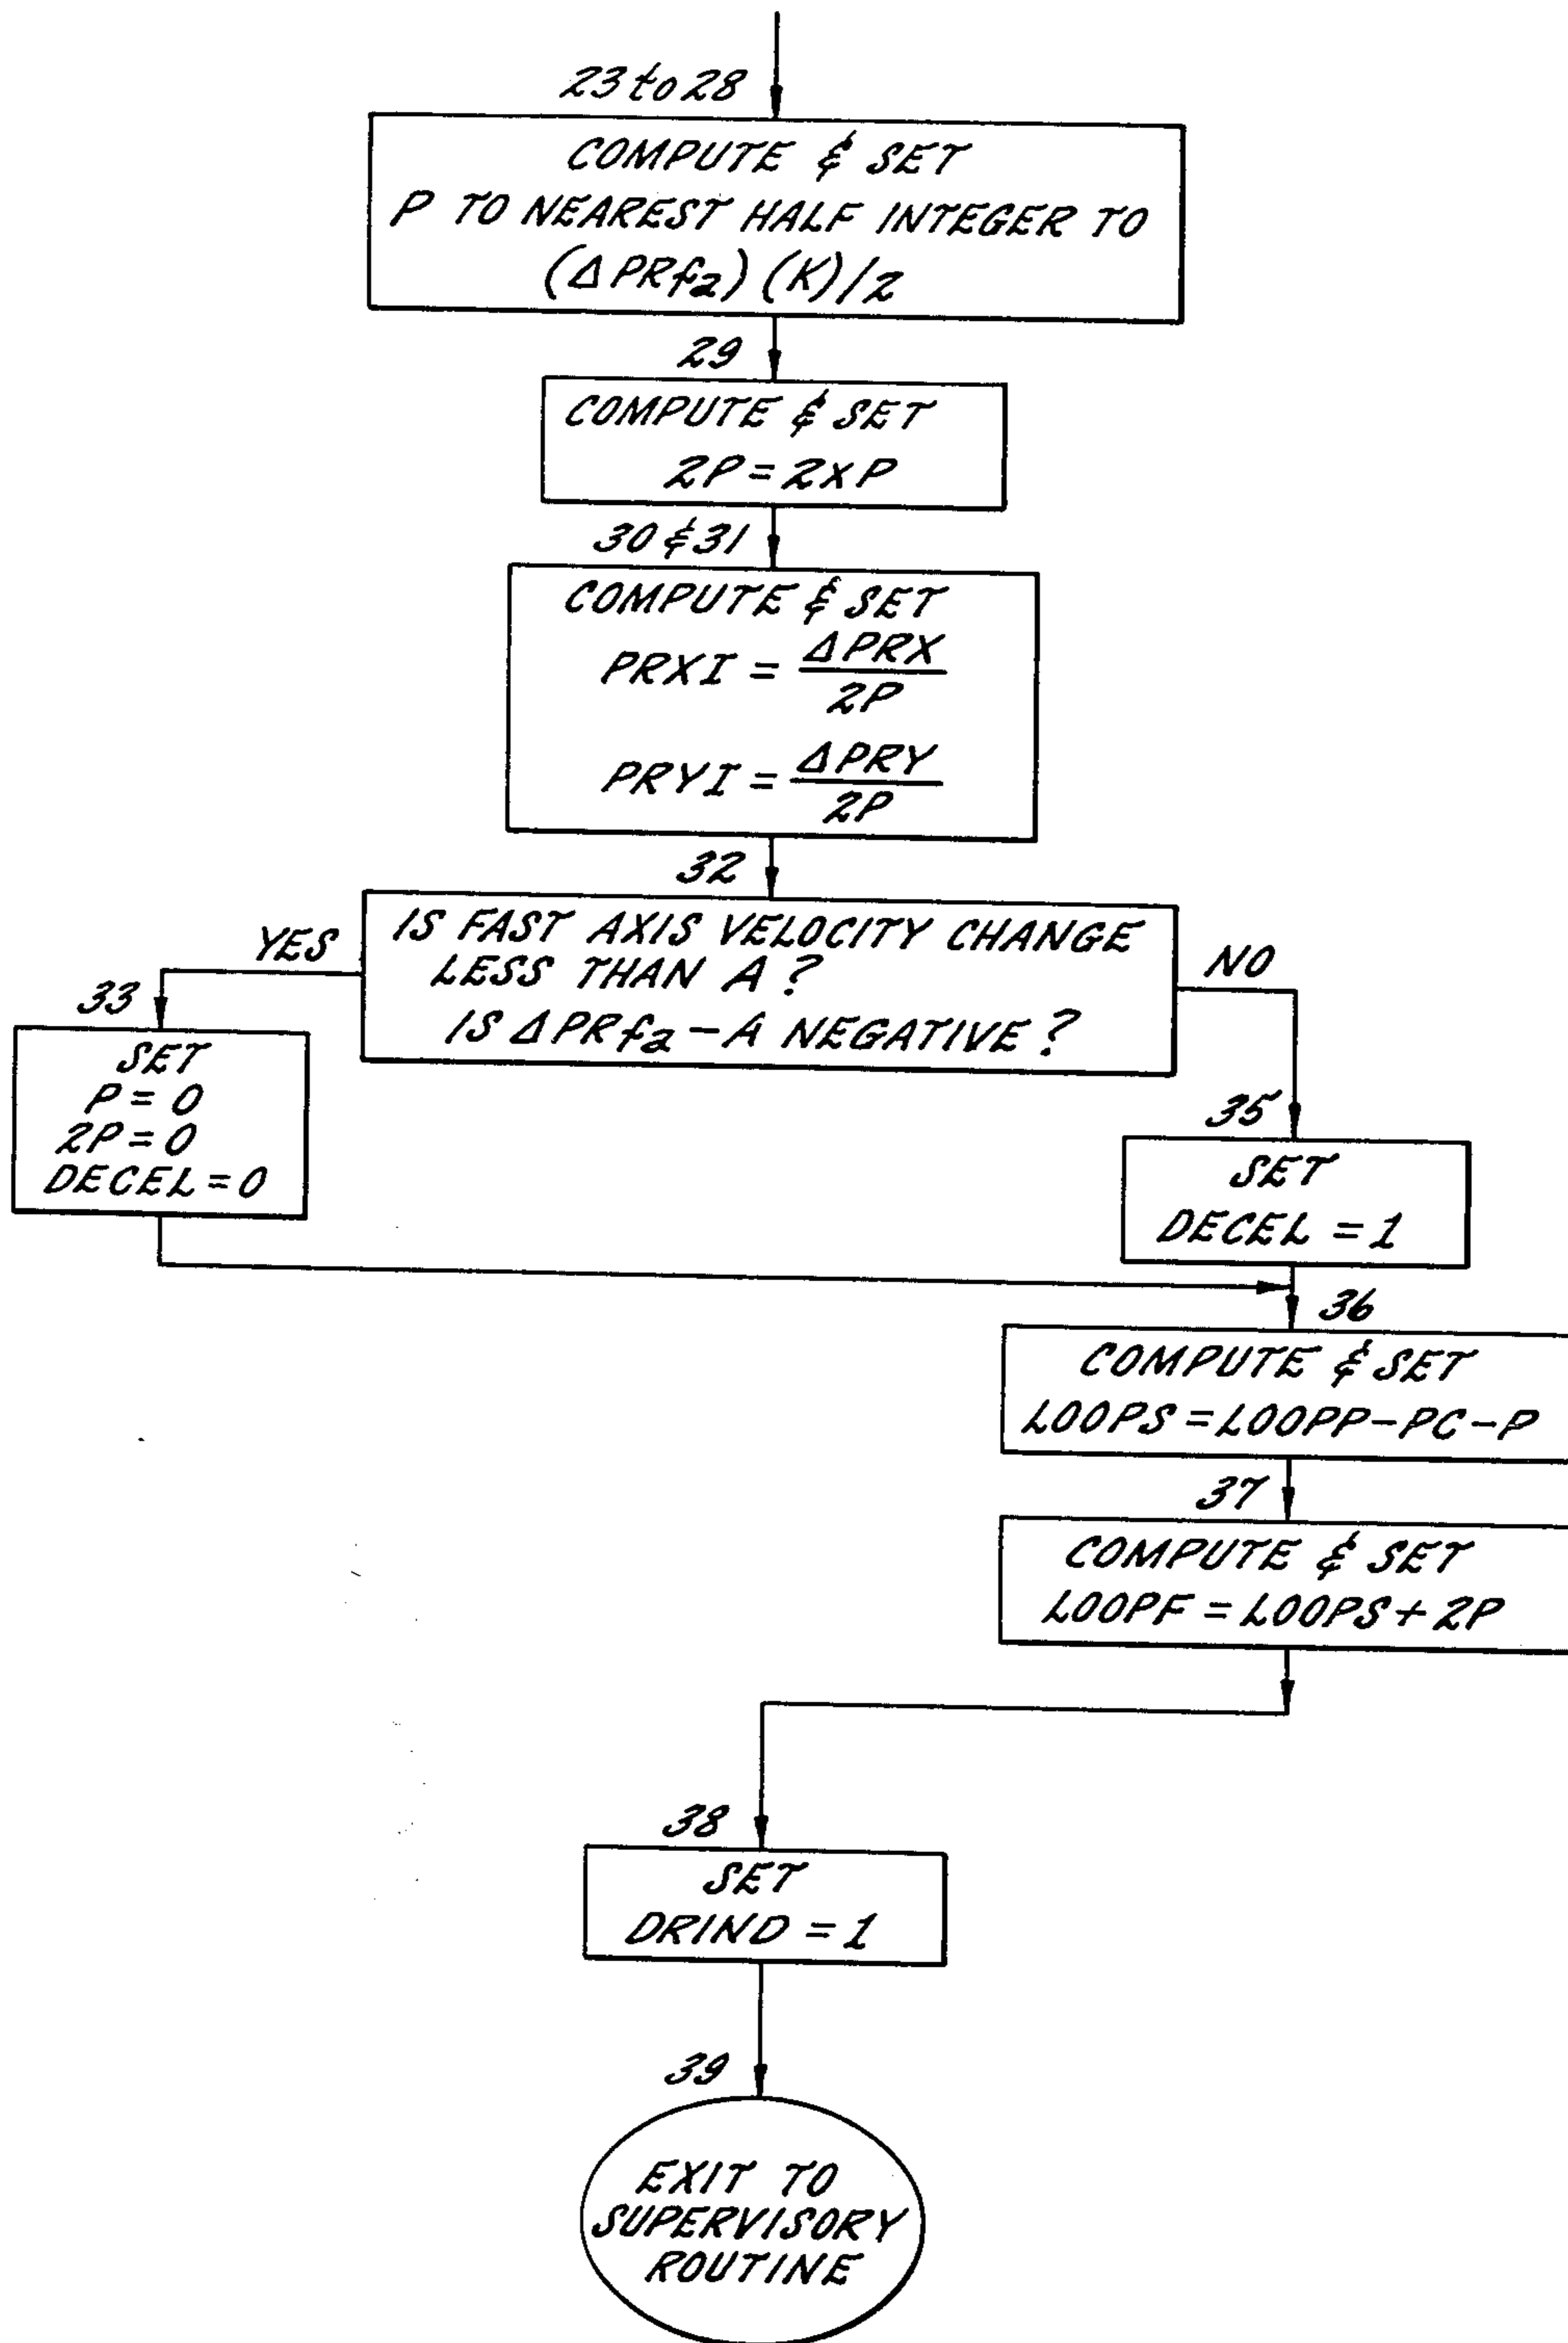 23 to 28
COMPUTE & SET
P TO NEAREST HALF INTEGER TO
(ΔPRfa)(K)/2
29
COMPUTE & SET
2P=2xP
30 & 31
COMPUTE & SET
PRXI = ΔPRX
2P
PRYI = ΔPRY
2P
32
IS FAST AXIS VELOCITY CHANGE
LESS THAN A?
IS ΔPRfa-A NEGATIVE?
YES
NO
33
SET
P=0
2P=0
DECEL=0
35
SET
DECEL=1
36
COMPUTE & SET
LOOPS=LOOPP-PC-P
37
COMPUTE & SET
LOOPF=LOOPS+2P
38
SET
DRIND=1
39
EXIT TO
SUPERVISORY
ROUTINE